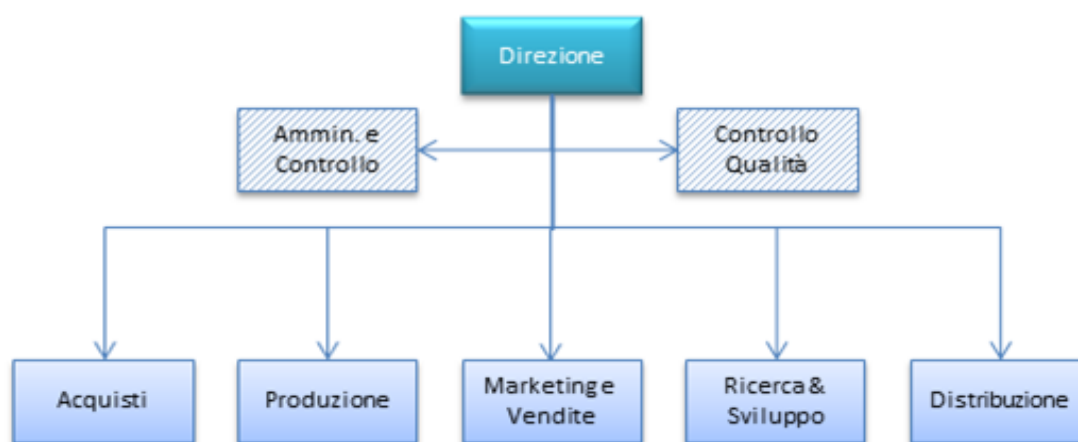 Direzione
Ammin. e
Controllo
Controllo
Qualità
Acquisti
Produzione
Marketing e
Vendite
Ricerca &
Sviluppo
Distribuzione